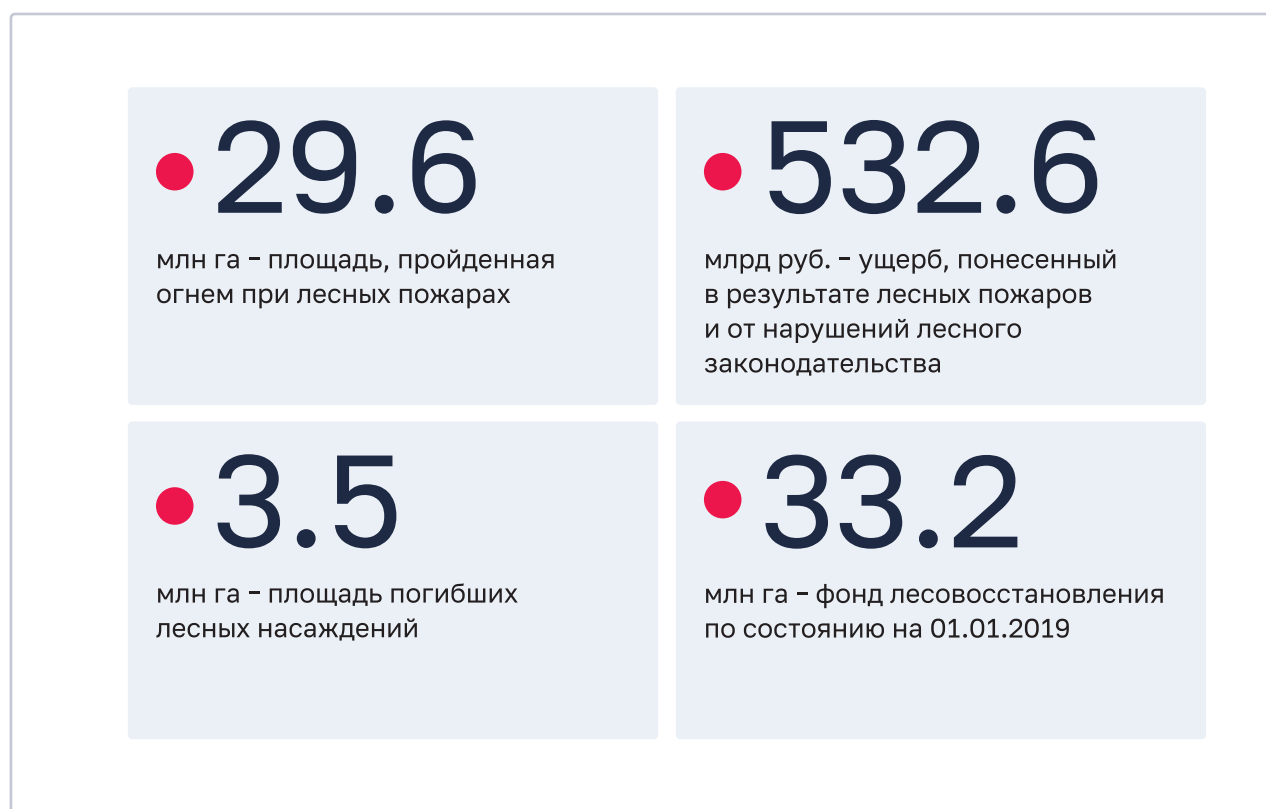 29.6
млн га – площадь, пройденная
огнем при лесных пожарах
532.6
млрд руб. – ущерб, понесенный
в результате лесных пожаров
и от нарушений лесного
законодательства
3.5
млн га – площадь погибших
лесных насаждений
33.2
млн га – фонд лесовосстановления
по состоянию на 01.01.2019